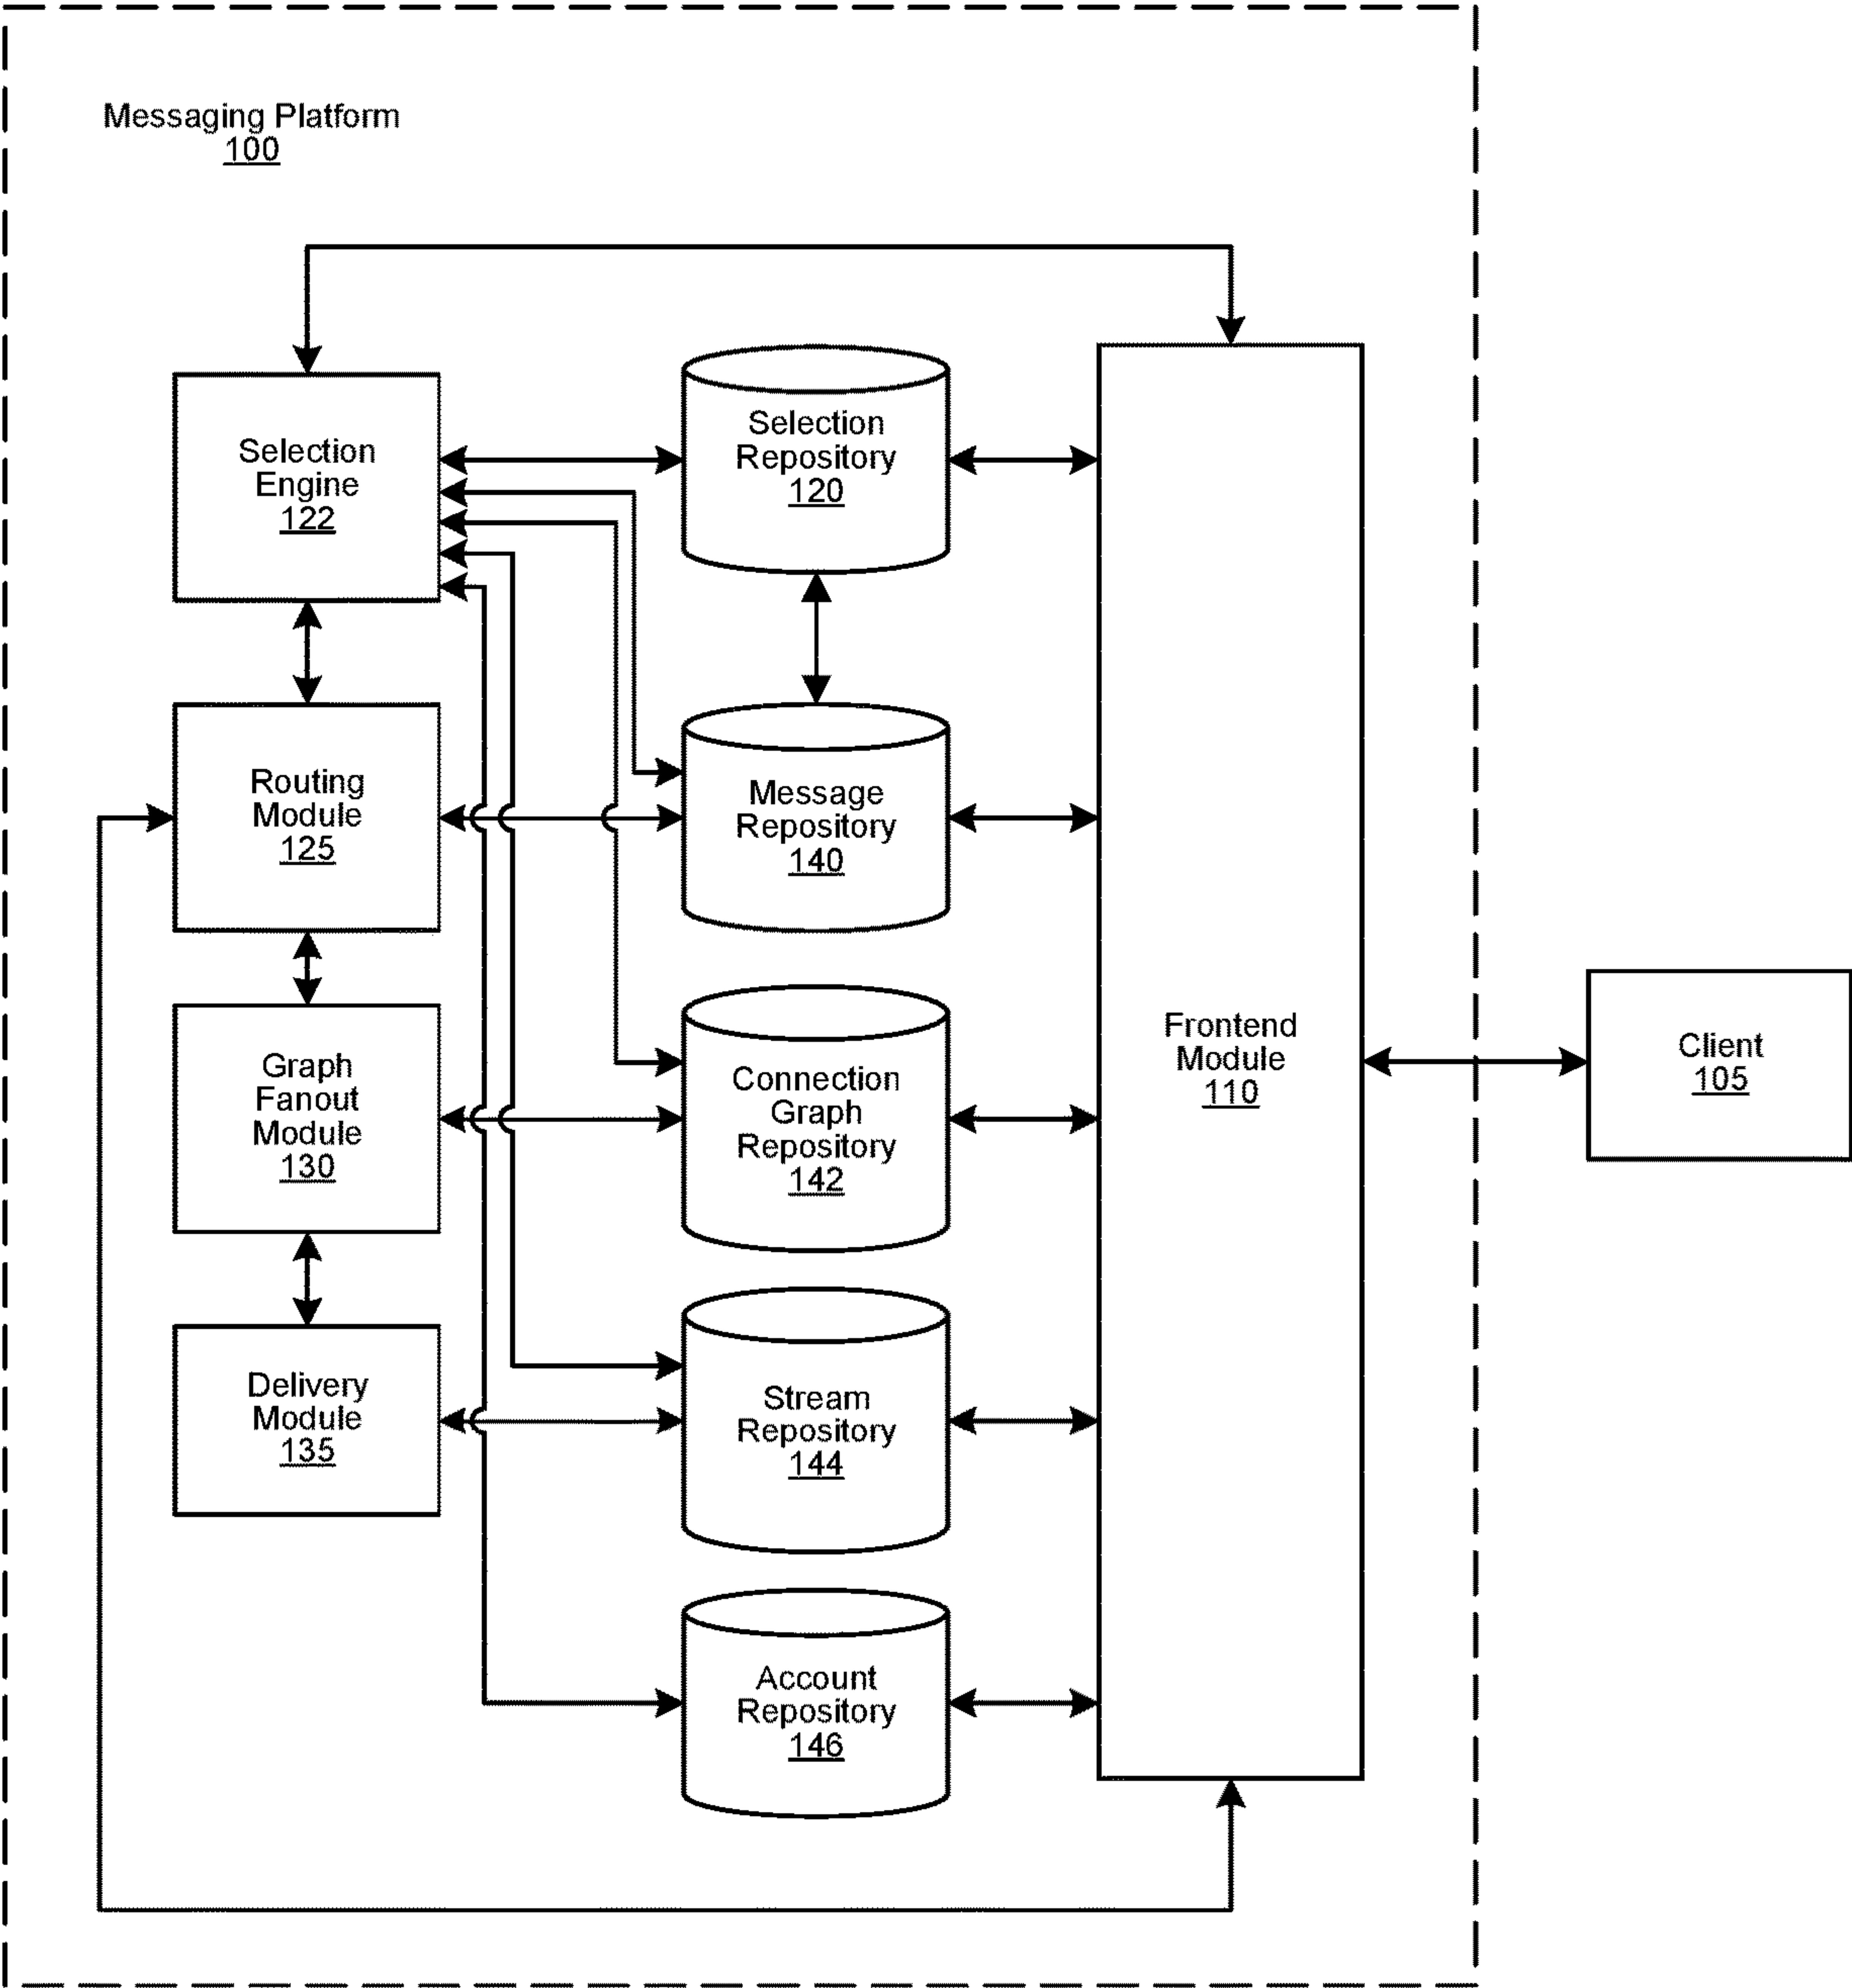 Messaging Platform
100
Selection
Engine
122
Selection
Repository
120
Routing
Module
125
Message
Repository
140
Graph
Fanout
Module
130
Connection
Graph
Repository
142
Frontend
Module
110
Client
105
Delivery
Module
135
Stream
Repository
144
Account
Repository
146